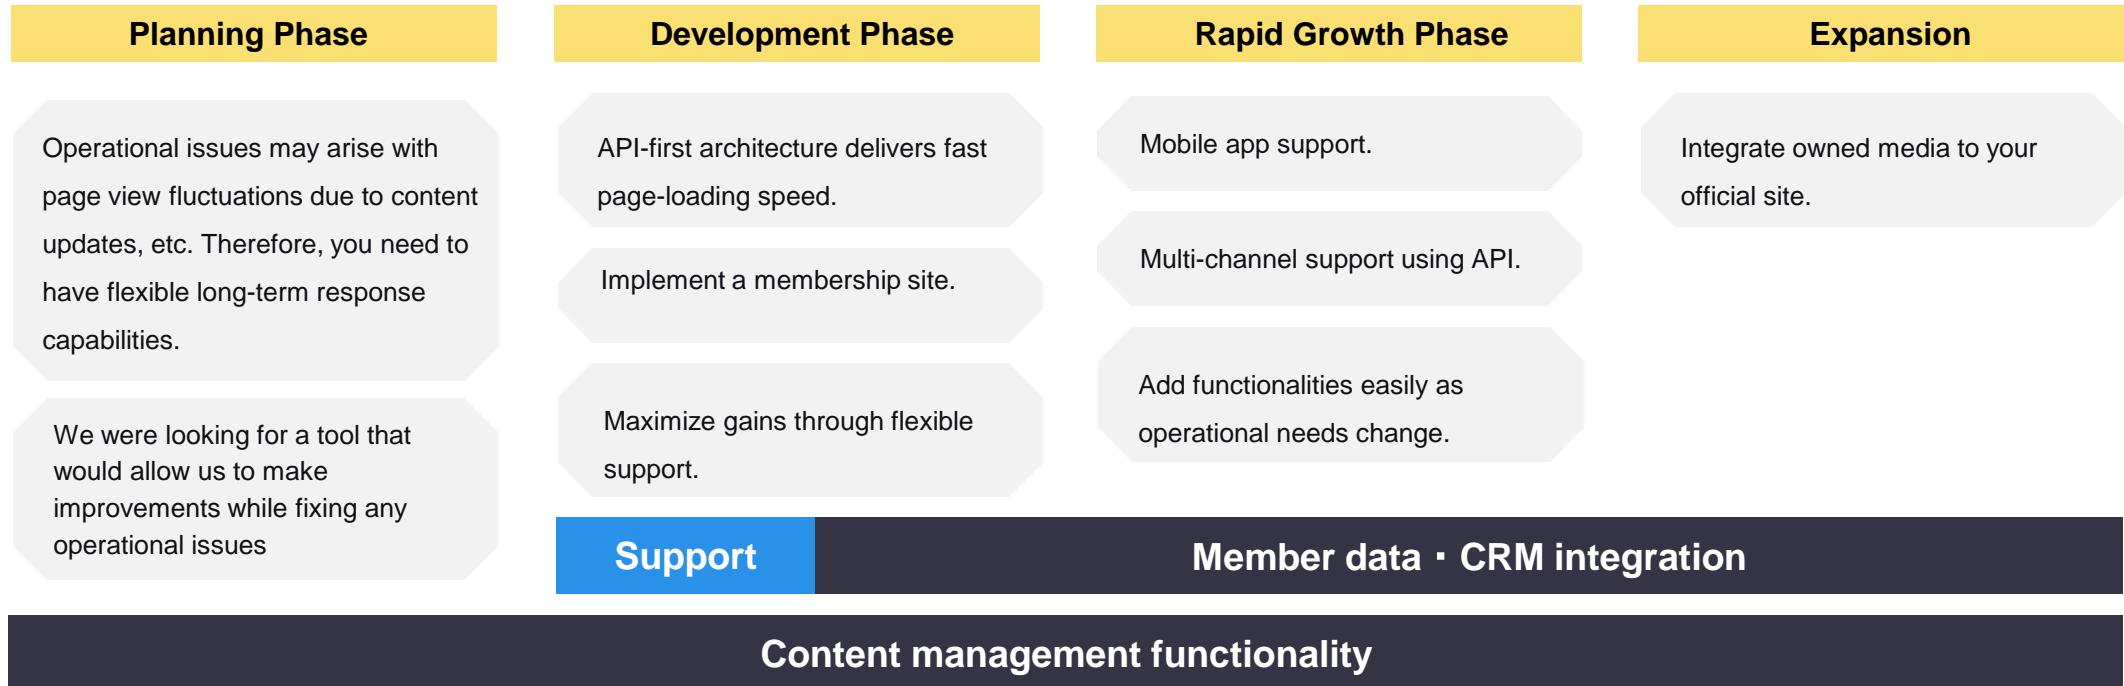 Planning Phase
Operational issues may arise with
page view fluctuations due to content
updates, etc. Therefore, you need to
have flexible long-term response
capabilities.
We were looking for a tool that
would allow us to make
improvements while fixing any
operational issues
Development Phase
API-first architecture delivers fast
page-loading speed.
Implement a membership site.
Maximize gains through flexible
support.
Rapid Growth Phase
Mobile app support.
Multi-channel support using API.
Add functionalities easily as
operational needs change.
Expansion
Integrate owned media to your
official site.
Support
Member data・CRM integration
Content management functionality